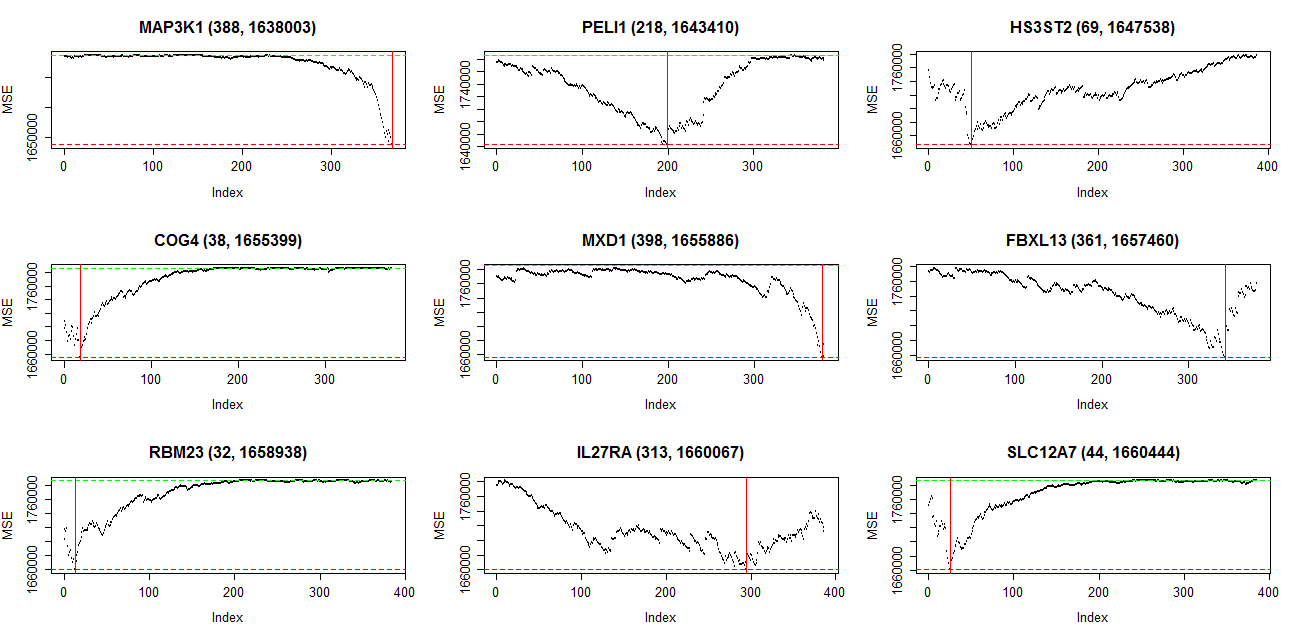 MAP3K1 (388, 1638003)
MSE
1650000
0 100 200 300
Index
PELI1 (218, 1643410)
MSE
1640000 1740000
0 100 200 300
Index
HS3ST2 (69, 1647538)
MSE
1660000 1760000
0 100 200 300 400
Index
COG4 (38, 1655399)
MSE
1660000 1760000
0 100 200 300
Index
MXD1 (398, 1655886)
MSE
1660000 1760000
0 100 200 300
Index
FBXL13 (361, 1657460)
MSE
1660000 1760000
0 100 200 300
Index
RBM23 (32, 1658938)
MSE
1660000 1760000
0 100 200 300 400
Index
IL27RA (313, 1660067)
MSE
1660000 1760000
0 100 200 300 400
Index
SLC12A7 (44, 1660444)
MSE
1660000 1760000
0 100 200 300 400
Index